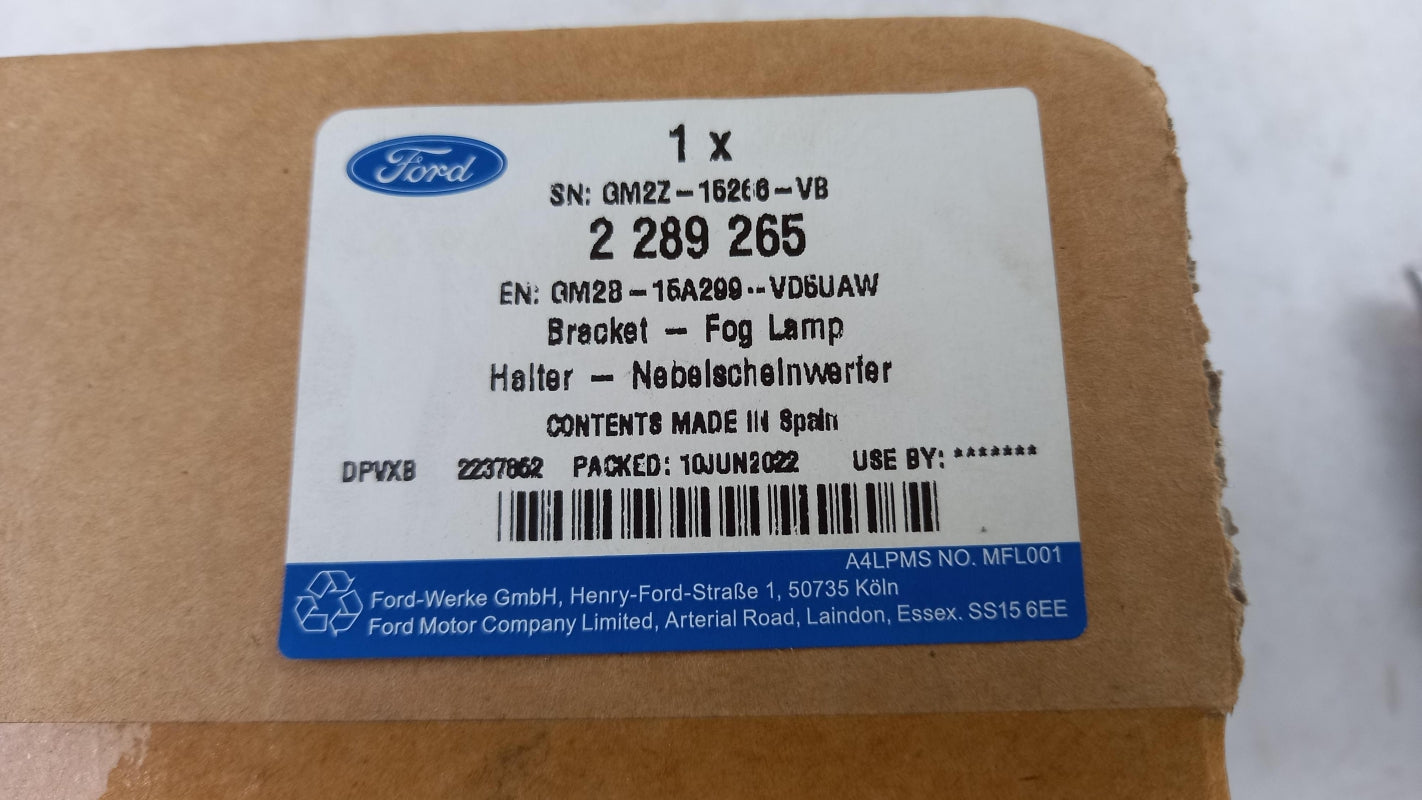 Ford
1 x
SN: GM2Z-15266-VB
2 289 265
EN: GM2B-15A299--VD5UAW
Bracket - Fog Lamp
Halter - Nebelscheinwerfer
CONTENTS MADE IN Spain
DPVXB 2237852 PACKED: 10JUN2022 USE BY: *******
A4LPMS NO. MFL001
Ford-Werke GmbH, Henry-Ford-Straße 1, 50735 Köln
Ford Motor Company Limited, Arterial Road, Laindon, Essex. SS15 6EE